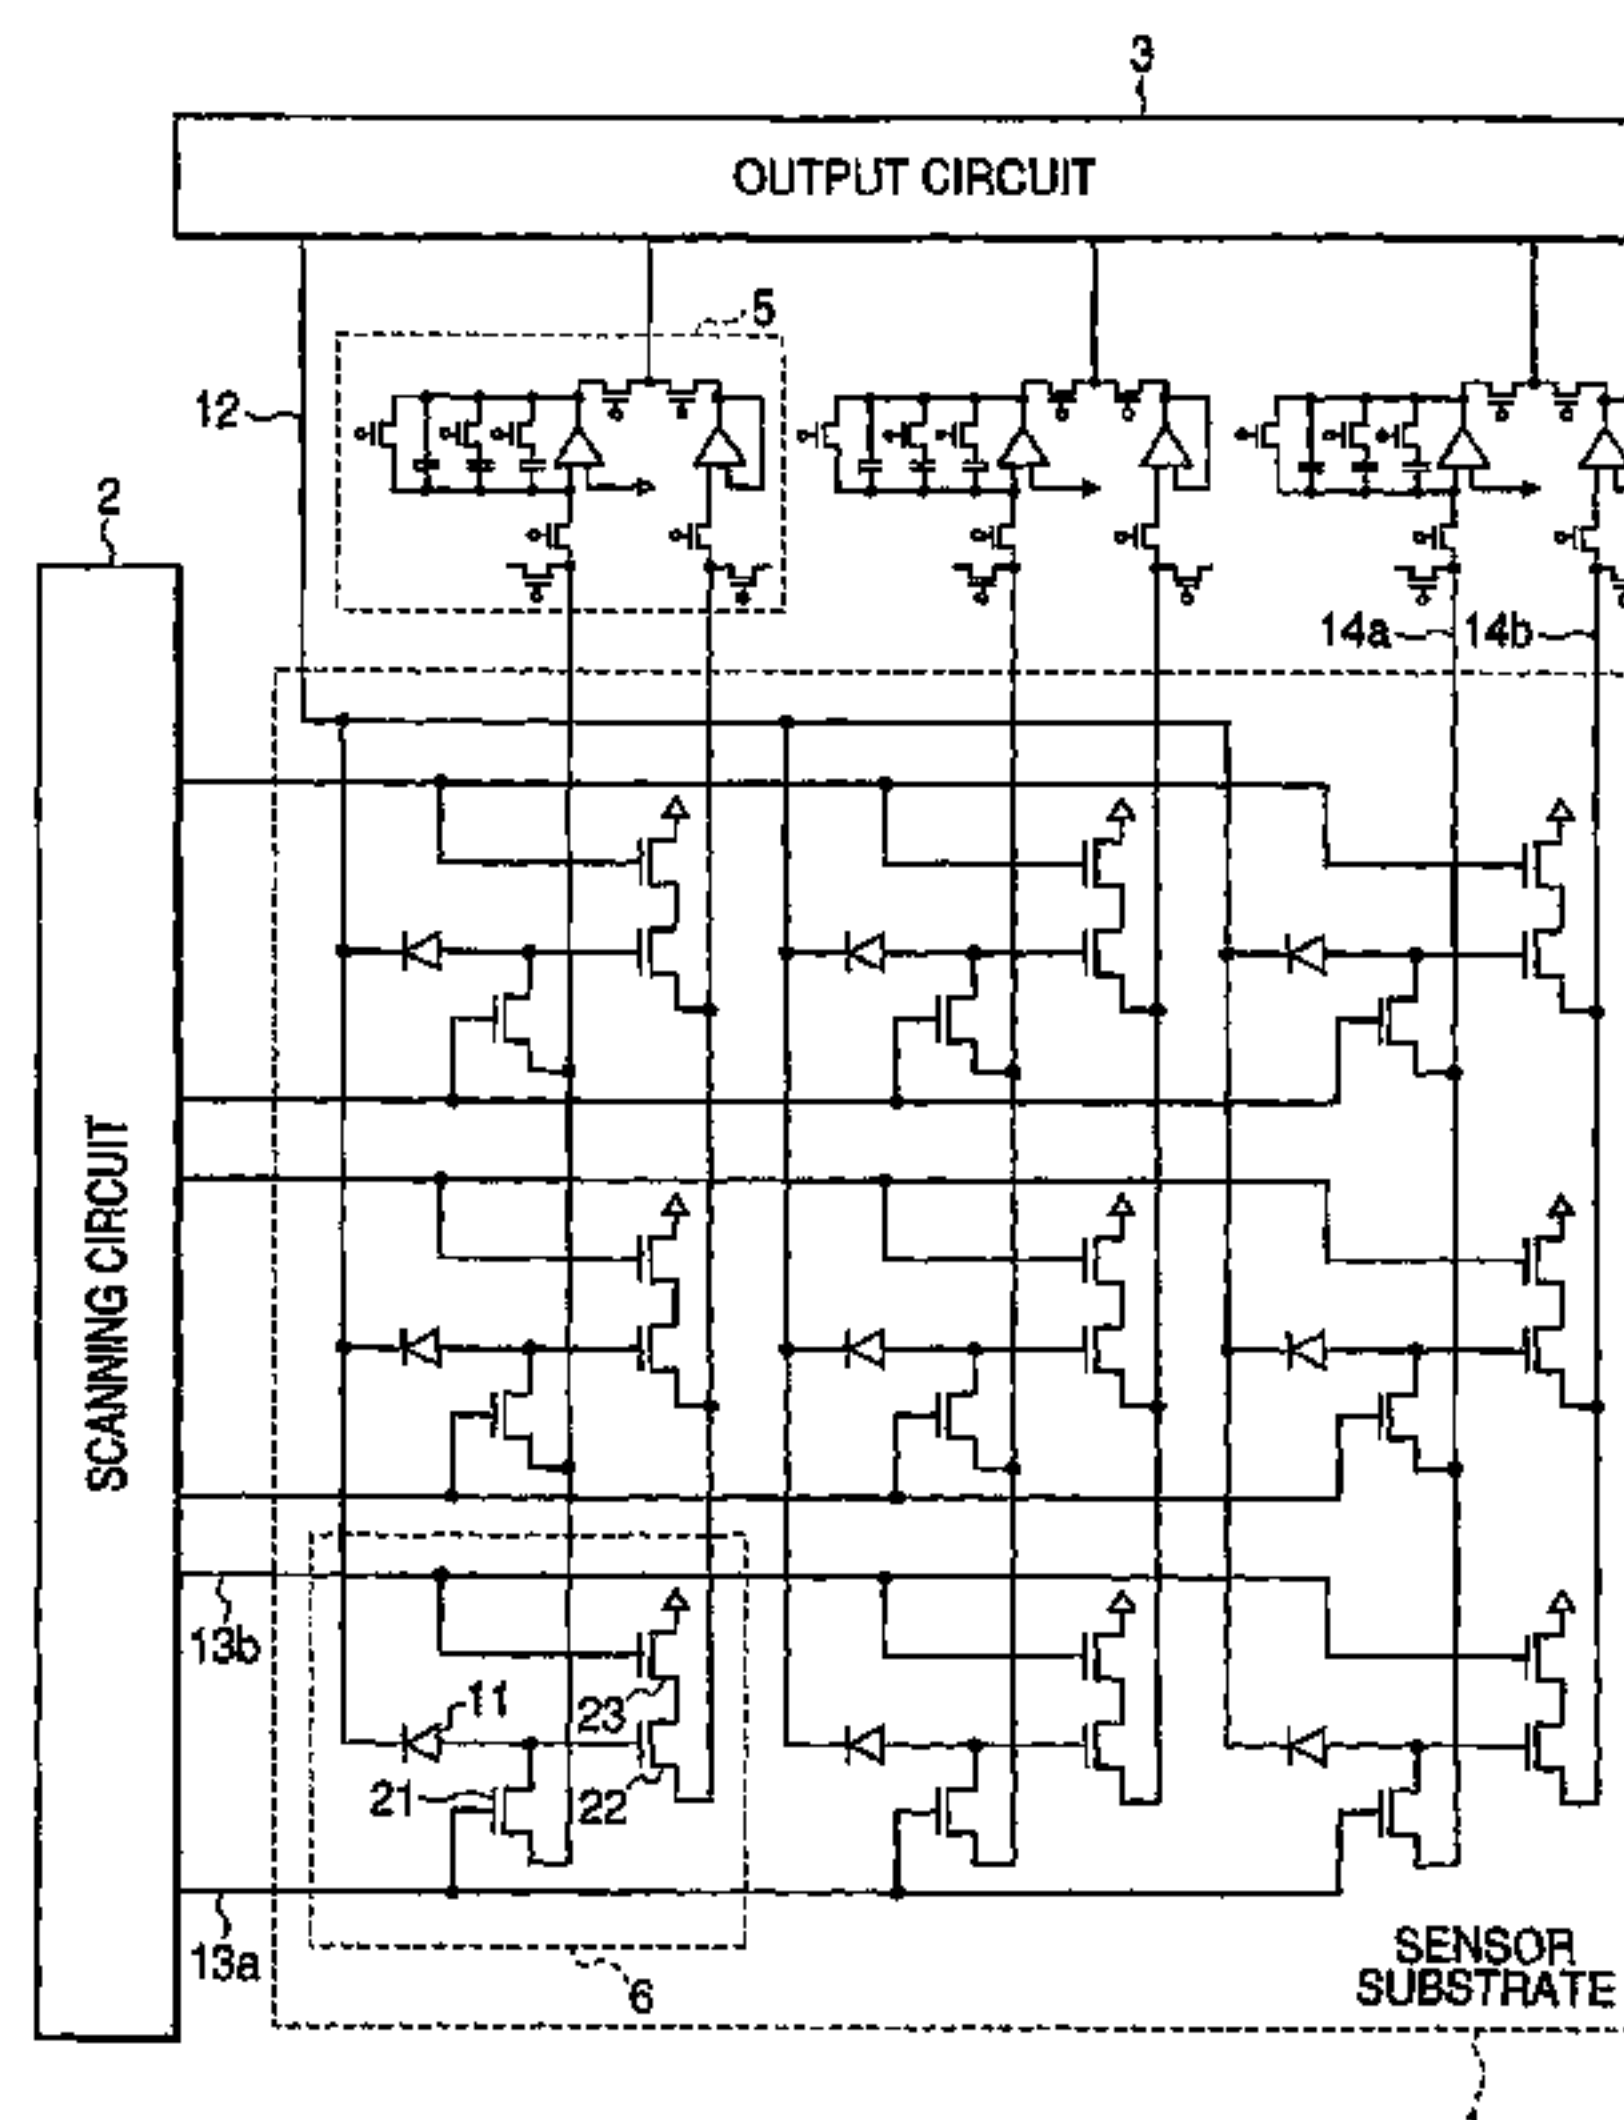 3
OUTPUT CIRCUIT
5
12
2
14a
14b
SCANNING CIRCUIT
13b
11
23
21
22
13a
6
SENSOR
SUBSTRATE